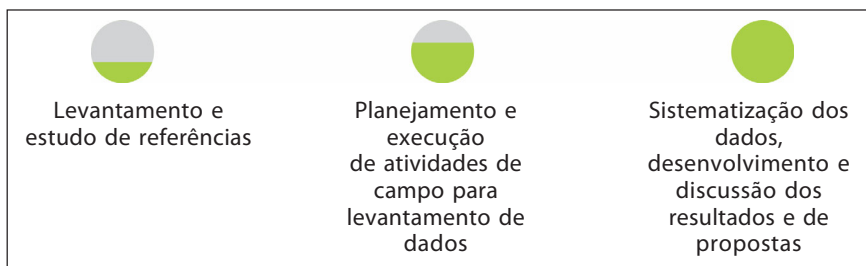 Levantamento e
estudo de referências
Planejamento e
execução
de atividades de
campo para
levantamento de
dados
Sistematização dos
dados,
desenvolvimento e
discussão dos
resultados e de
propostas